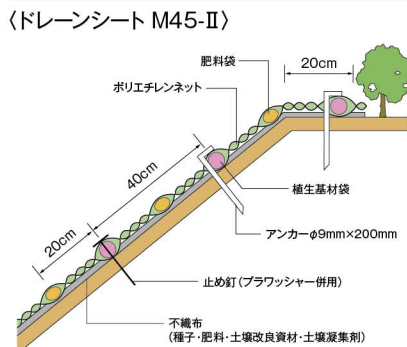 〈ドレーンシート M45-Ⅱ〉
肥料袋
20cm
ポリエチレンネット
40cm
植生基材袋
20cm
アンカーφ9mm×200mm
止め釘（プラワッシャー併用）
不織布
（種子・肥料・土壌改良資材・土壌凝集剤）